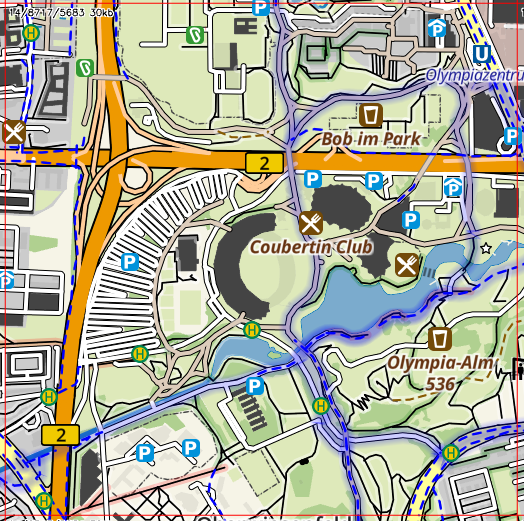 14/8717/5683 30kb
P
H
U
Olympiazentru
Bob im Park
P
2
P
P
P
P
Coubertin Club
P
P
H
H
Olympia-Alm
536
P
H
H
2
P
P
H
H